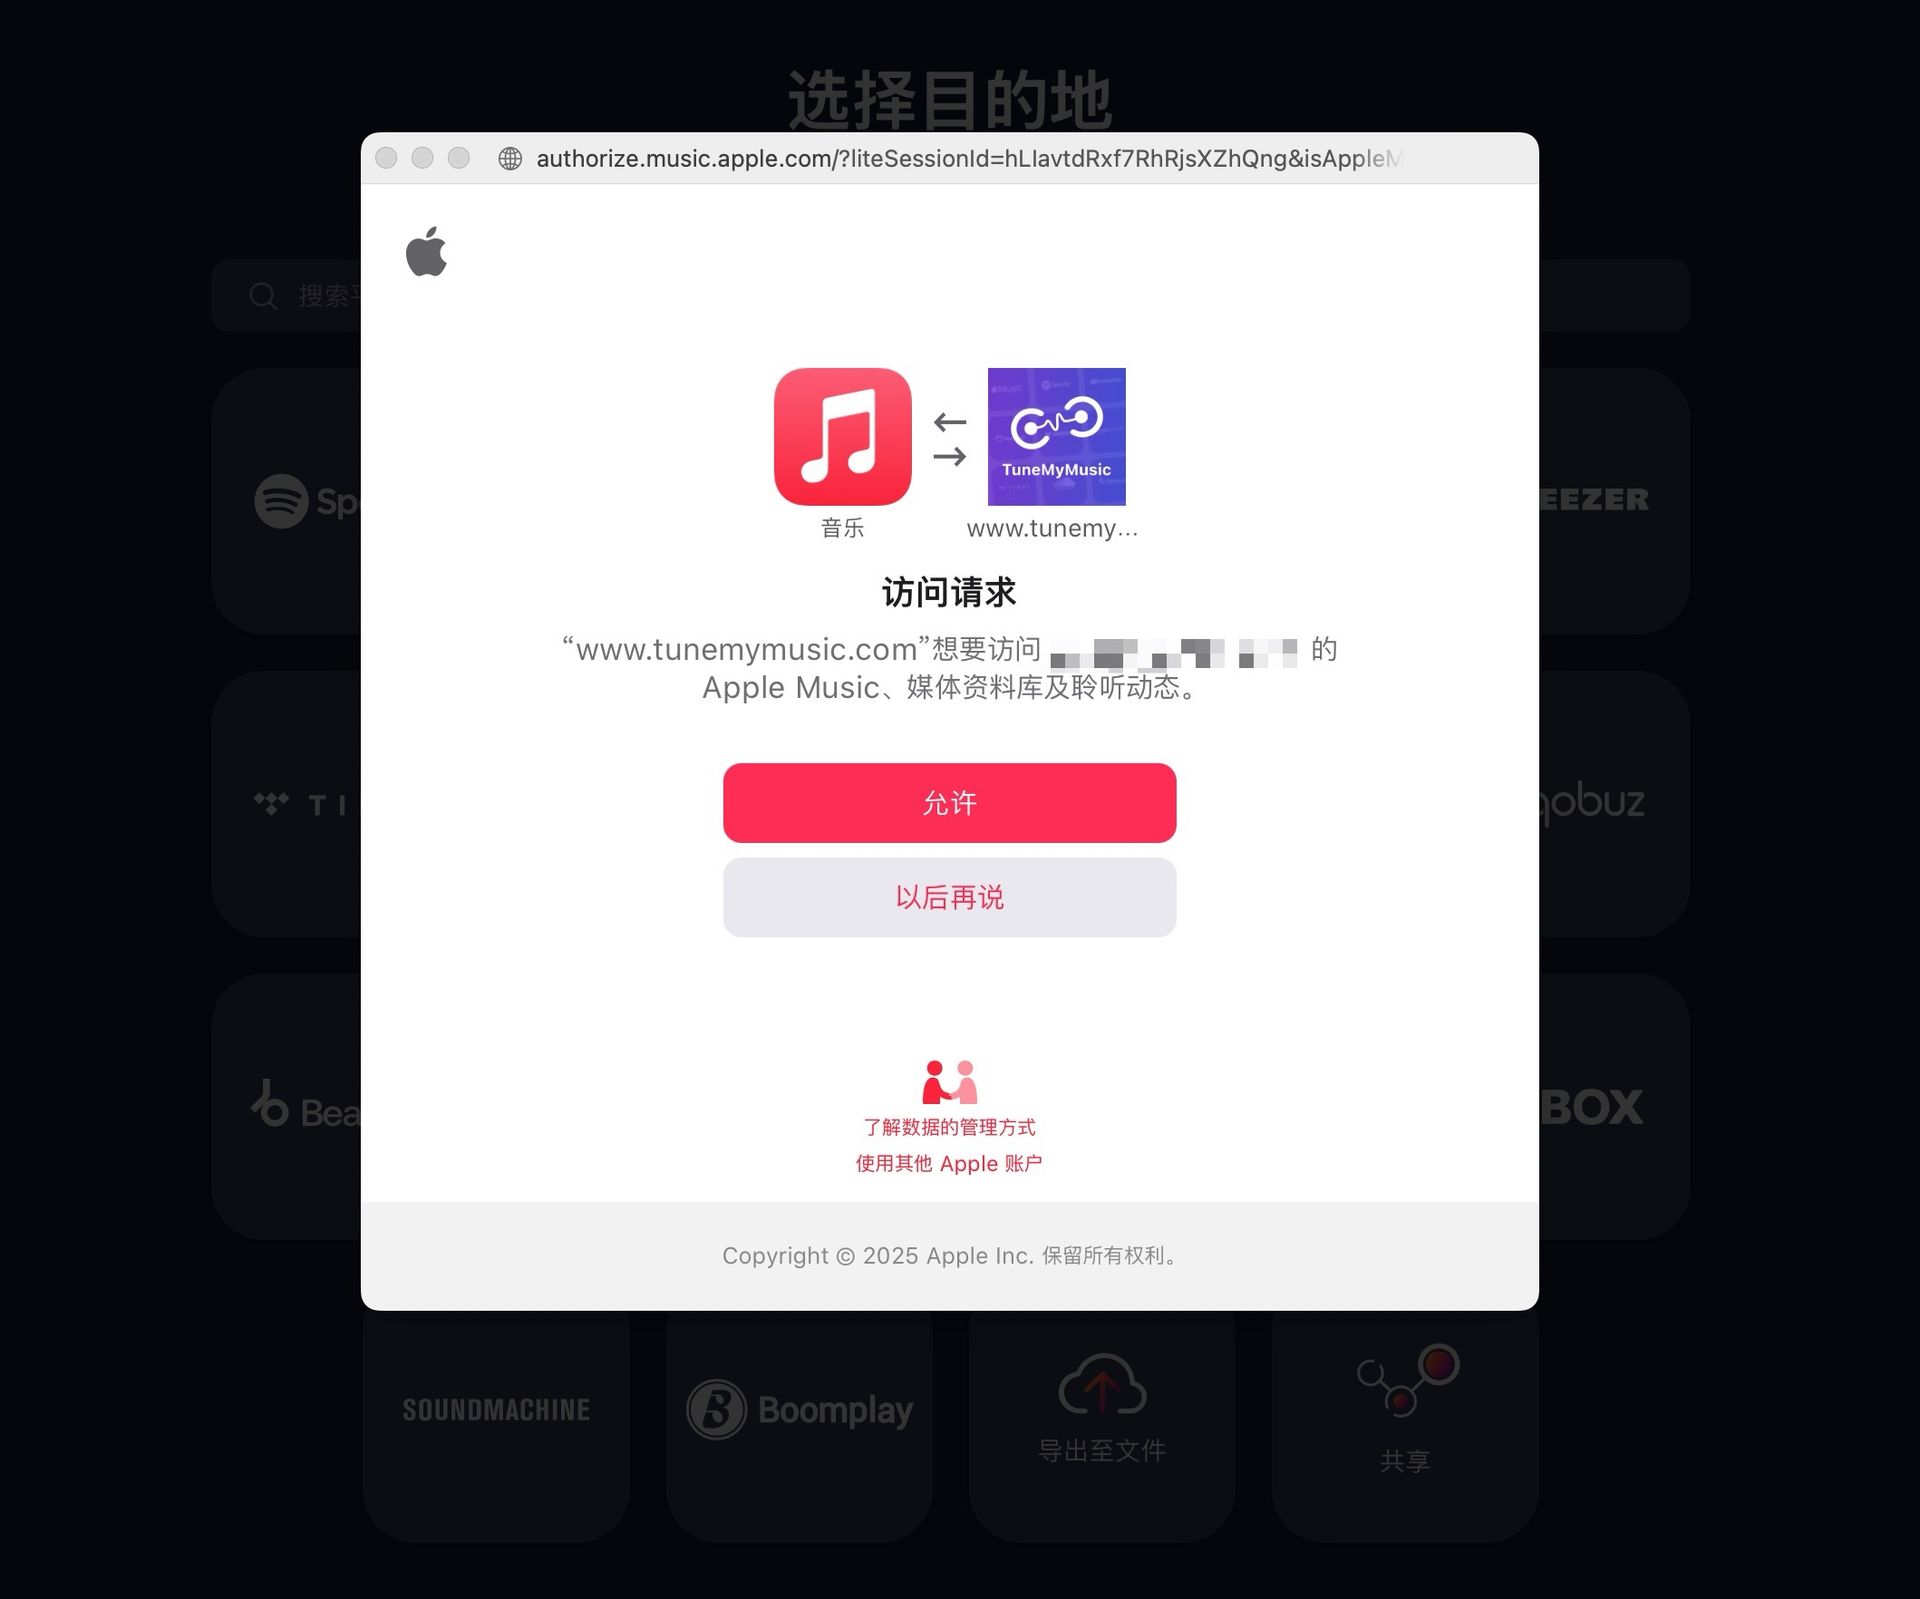 选择目的地
authorize.music.apple.com/?liteSessionId=hLIavtdRxf7RhRjsXZhQng&isAppleM
搜索
TuneMyMusic
音乐
www.tunemy...
访问请求
“www.tunemymusic.com”想要访问 的
Apple Music、媒体资料库及聆听动态。
允许
以后再说
了解数据的管理方式
使用其他 Apple 账户
Copyright © 2025 Apple Inc. 保留所有权利。
Sp
EEZER
TI
qobuz
Bea
BOX
SOUNDMACHINE
Boomplay
导出至文件
共享